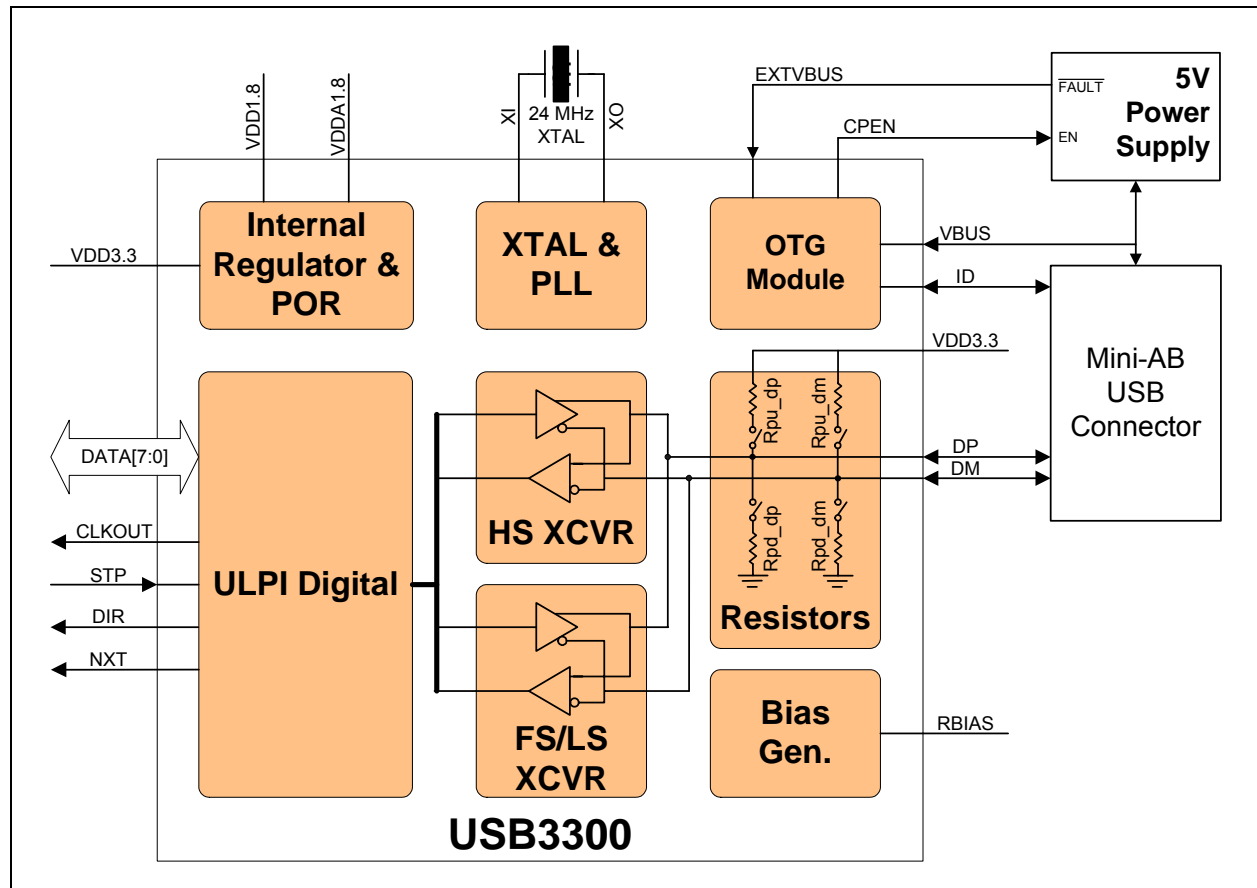 VDD1.8
VDDA1.8
XI
24 MHz
XTAL
XO
EXTVBUS
CPEN
FAULT
EN
5V
Power
Supply
VDD3.3
Internal
Regulator &
POR
XTAL &
PLL
OTG
Module
VBUS
ID
VDD3.3
Mini-AB
USB
Connector
DATA[7:0]
CLKOUT
STP
DIR
NXT
ULPI Digital
HS XCVR
FS/LS
XCVR
Rpu_dp
Rpu_dm
Rpd_dp
Rpd_dm
Resistors
DP
DM
Bias
Gen.
RBIAS
USB3300